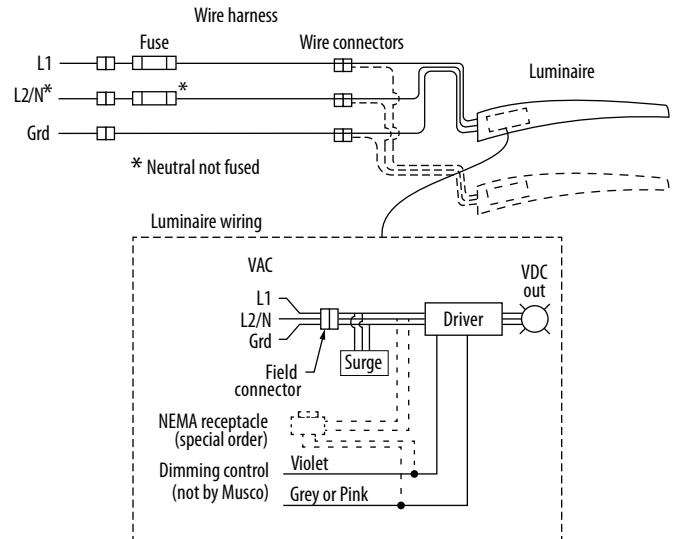 Wire harness
Fuse
Wire connectors
L1
Luminaire
L2/N*
*
Grd
* Neutral not fused
Luminaire wiring
VAC
VDC
out
L1
L2/N
Driver
Grd
Surge
Field
connector
NEMA receptacle
(special order)
Dimming control
(not by Musco)
Violet
Grey or Pink